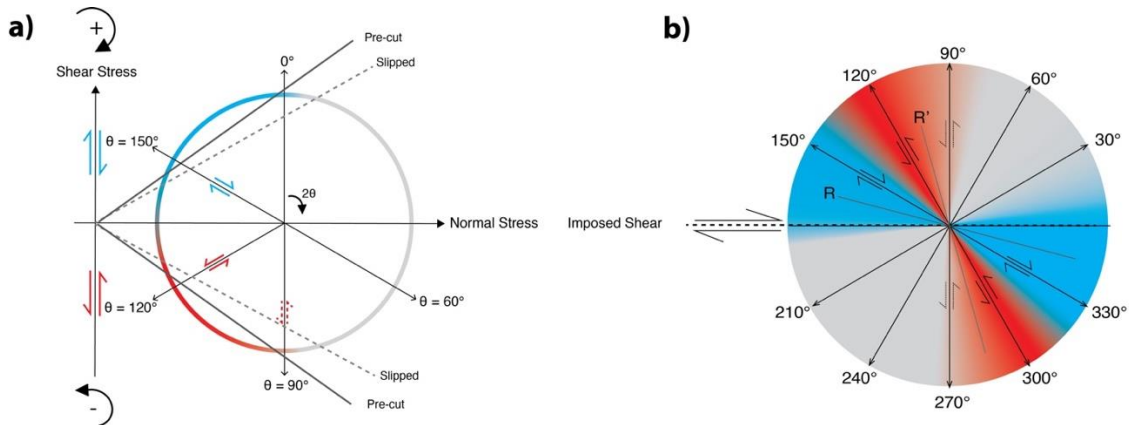 a)
+
Shear Stress
0°
Pre-cut
Slipped
θ = 150°
2θ
Normal Stress
θ = 120°
θ = 60°
θ = 90°
Slipped
Pre-cut
-
b)
90°
120°
60°
R'
150°
30°
R
Imposed Shear
210°
330°
240°
300°
270°